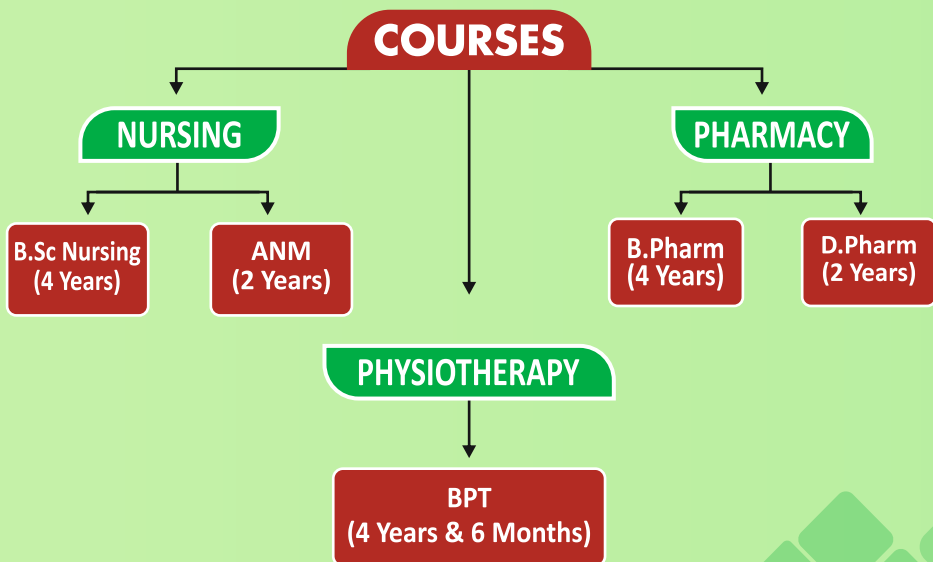 COURSES
NURSING
PHARMACY
B.Sc Nursing
(4 Years)
ANM
(2 Years)
B.Pharm
(4 Years)
D.Pharm
(2 Years)
PHYSIOTHERAPY
BPT
(4 Years & 6 Months)